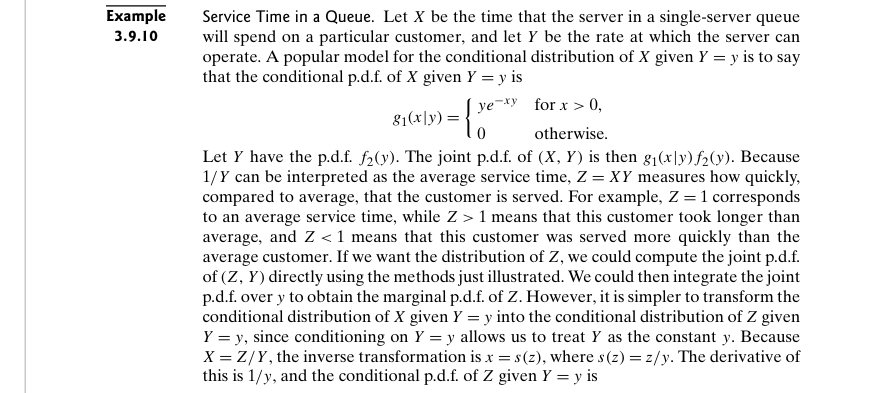 Example
3.9.10
Service Time in a Queue. Let X be the time that the server in a single-server queue
will spend on a particular customer, and let Y be the rate at which the server can
operate. A popular model for the conditional distribution of X given Y = y is to say
that the conditional p.d.f. of X given Y = y is
g₁(x|y) = { ye^{−xy} for x > 0,
0 otherwise.
Let Y have the p.d.f. f₂(y). The joint p.d.f. of (X, Y) is then g₁(x|y)f₂(y). Because
1/Y can be interpreted as the average service time, Z = XY measures how quickly,
compared to average, that the customer is served. For example, Z = 1 corresponds
to an average service time, while Z > 1 means that this customer took longer than
average, and Z < 1 means that this customer was served more quickly than the
average customer. If we want the distribution of Z, we could compute the joint p.d.f.
of (Z, Y) directly using the methods just illustrated. We could then integrate the joint
p.d.f. over y to obtain the marginal p.d.f. of Z. However, it is simpler to transform the
conditional distribution of X given Y = y into the conditional distribution of Z given
Y = y, since conditioning on Y = y allows us to treat Y as the constant y. Because
X = Z/Y, the inverse transformation is x = s(z), where s(z) = z/y. The derivative of
this is 1/y, and the conditional p.d.f. of Z given Y = y is